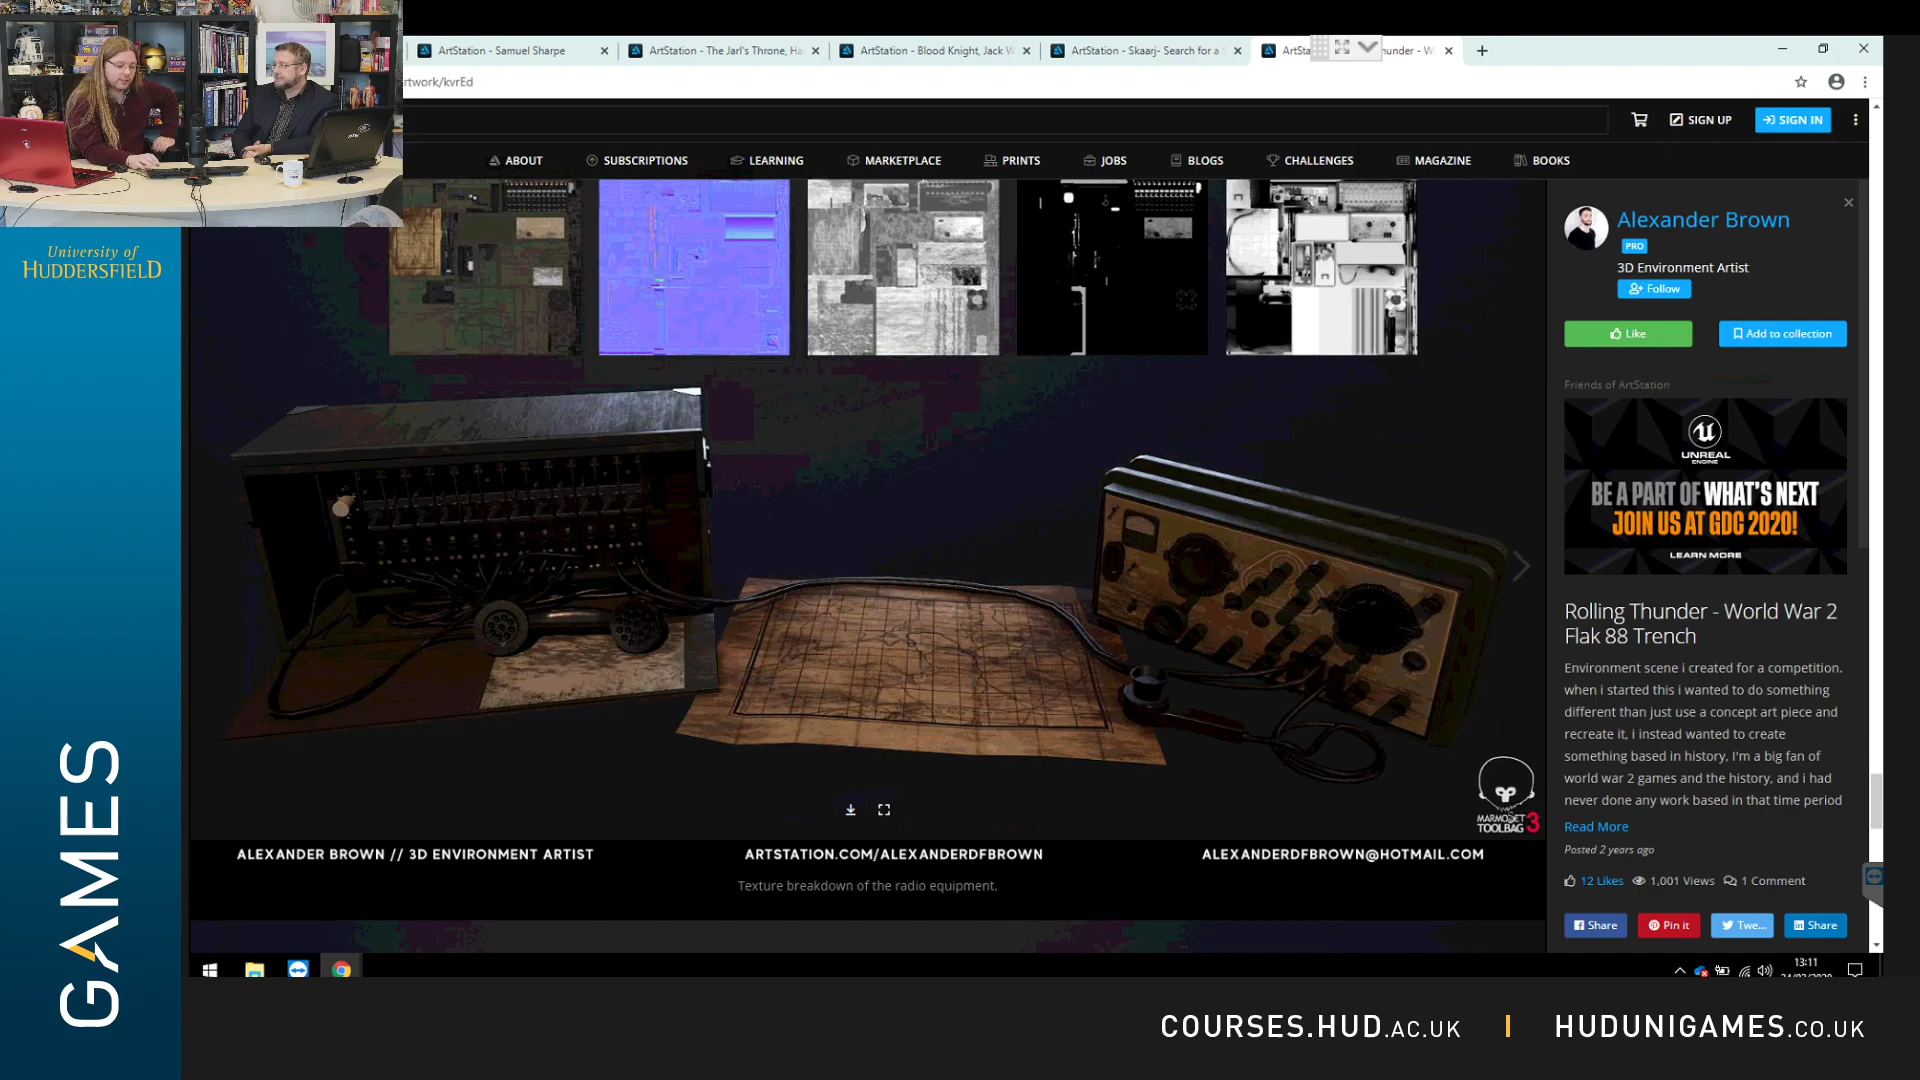 ArtStation - Samuel Sharpe
ArtStation - The Jarl's Throne, Ha
ArtStation - Blood Knight, Jack W
ArtStation - Skaarj- Search for a S
ArtSta
hunder - W
rtwork/kvrEd
SIGN UP
SIGN IN
ABOUT
SUBSCRIPTIONS
LEARNING
MARKETPLACE
PRINTS
JOBS
BLOGS
CHALLENGES
MAGAZINE
BOOKS
University of
HUDDERSFIELD
GAMES
Alexander Brown
PRO
3D Environment Artist
Follow
Like
Add to collection
Friends of ArtStation
UNREAL
ENGINE
BE A PART OF WHAT'S NEXT
JOIN US AT GDC 2020!
LEARN MORE
Rolling Thunder - World War 2
Flak 88 Trench
Environment scene i created for a competition.
when i started this i wanted to do something
different than just use a concept art piece and
recreate it, i instead wanted to create
something based in history, I'm a big fan of
world war 2 games and the history, and i had
never done any work based in that time period
Read More
Posted 2 years ago
12 Likes
1,001 Views
1 Comment
Share
Pin it
Twe...
Share
MARMOSET
TOOLBAG 3
ALEXANDER BROWN // 3D ENVIRONMENT ARTIST
ARTSTATION.COM/ALEXANDERDFBROWN
ALEXANDERDFBROWN@HOTMAIL.COM
Texture breakdown of the radio equipment.
13:11
COURSES.HUD.AC.UK | HUDUNIGAMES.CO.UK